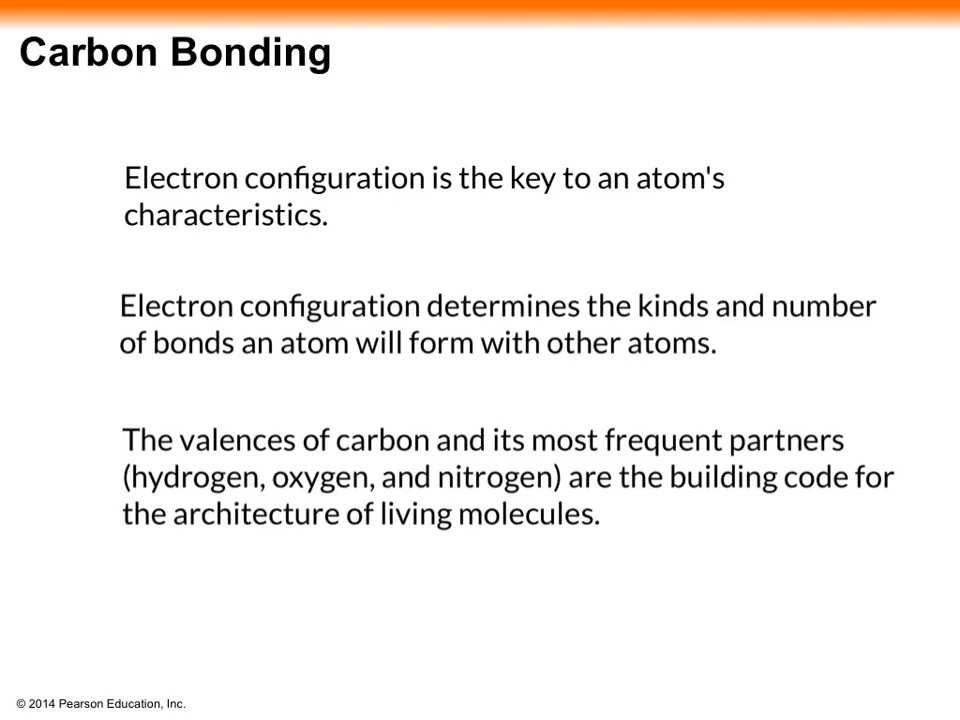 Carbon Bonding
Electron configuration is the key to an atom's
characteristics.
Electron configuration determines the kinds and number
of bonds an atom will form with other atoms.
The valences of carbon and its most frequent partners
(hydrogen, oxygen, and nitrogen) are the building code for
the architecture of living molecules.
© 2014 Pearson Education, Inc.